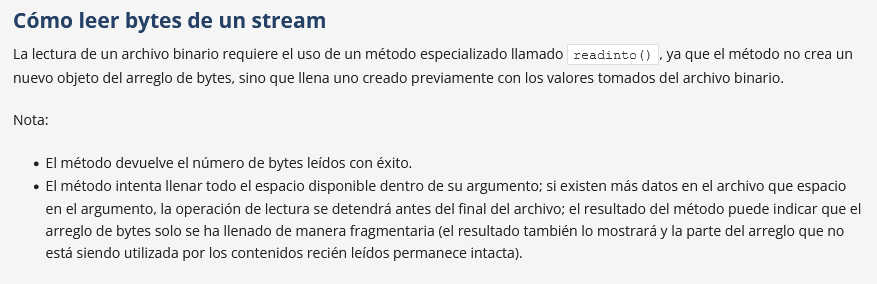 Cómo leer bytes de un stream
La lectura de un archivo binario requiere el uso de un método especializado llamado readinto(), ya que el método no crea un
nuevo objeto del arreglo de bytes, sino que llena uno creado previamente con los valores tomados del archivo binario.
Nota:
• El método devuelve el número de bytes leídos con éxito.
• El método intenta llenar todo el espacio disponible dentro de su argumento; si existen más datos en el archivo que espacio
en el argumento, la operación de lectura se detendrá antes del final del archivo; el resultado del método puede indicar que el
arreglo de bytes solo se ha llenado de manera fragmentaria (el resultado también lo mostrará y la parte del arreglo que no
está siendo utilizada por los contenidos recién leídos permanece intacta).